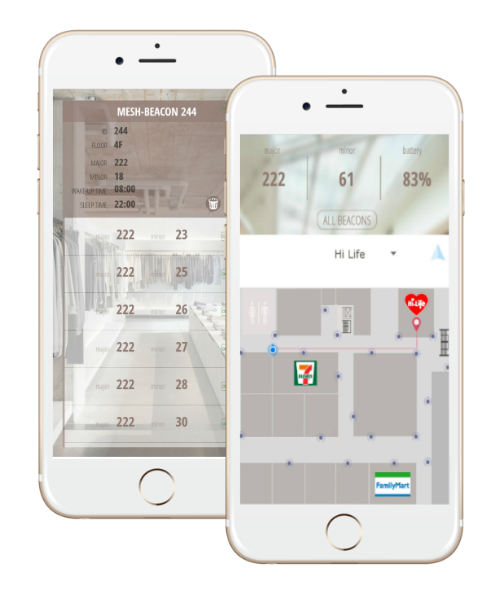 MESH-BEACON 244
ID 244
FLOOR 4F
MAJOR 222
MINOR 18
WAKE-UP TIME 08:00
SLEEP TIME 22:00
major 222 minor 23
major 222 minor 25
major 222 minor 26
major 222 minor 27
major 222 minor 28
major 222 minor 30
major minor battery
222 61 83%
ALL BEACONS
Hi Life
Hi-Life
7
ELEVEN
FamilyMart